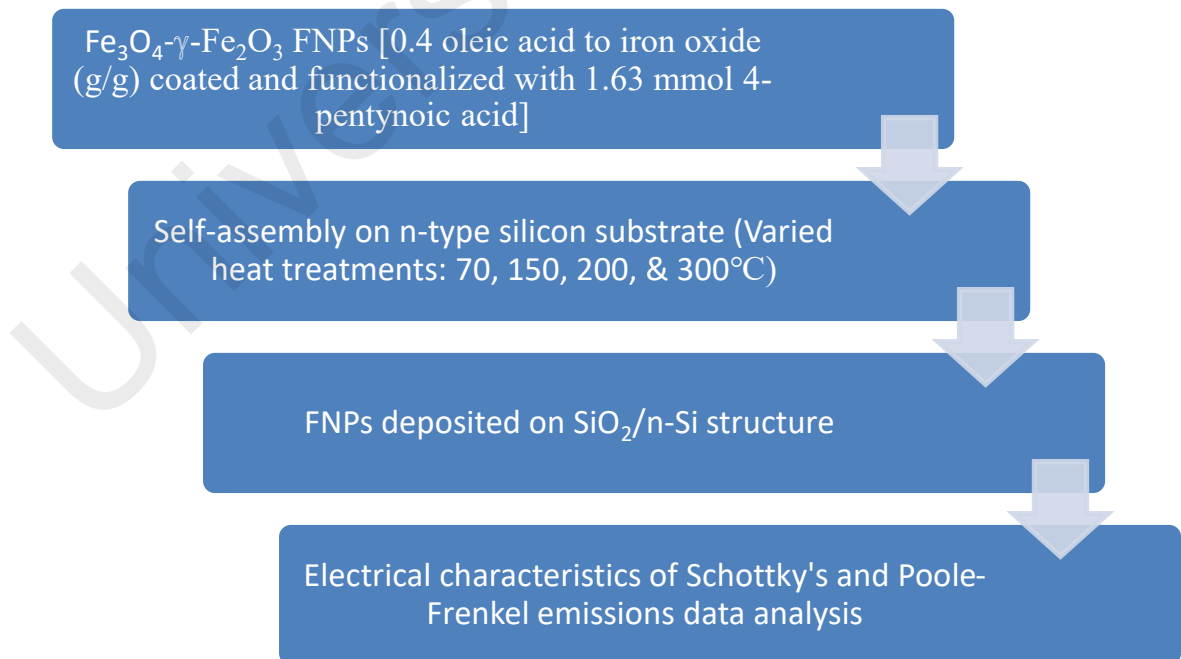 Fe₃O₄-γ-Fe₂O₃ FNPs [0.4 oleic acid to iron oxide
(g/g) coated and functionalized with 1.63 mmol 4-
pentynoic acid]
Self-assembly on n-type silicon substrate (Varied
heat treatments: 70, 150, 200, & 300℃)
FNPs deposited on SiO₂/n-Si structure
Electrical characteristics of Schottky's and Poole-
Frenkel emissions data analysis
Univers